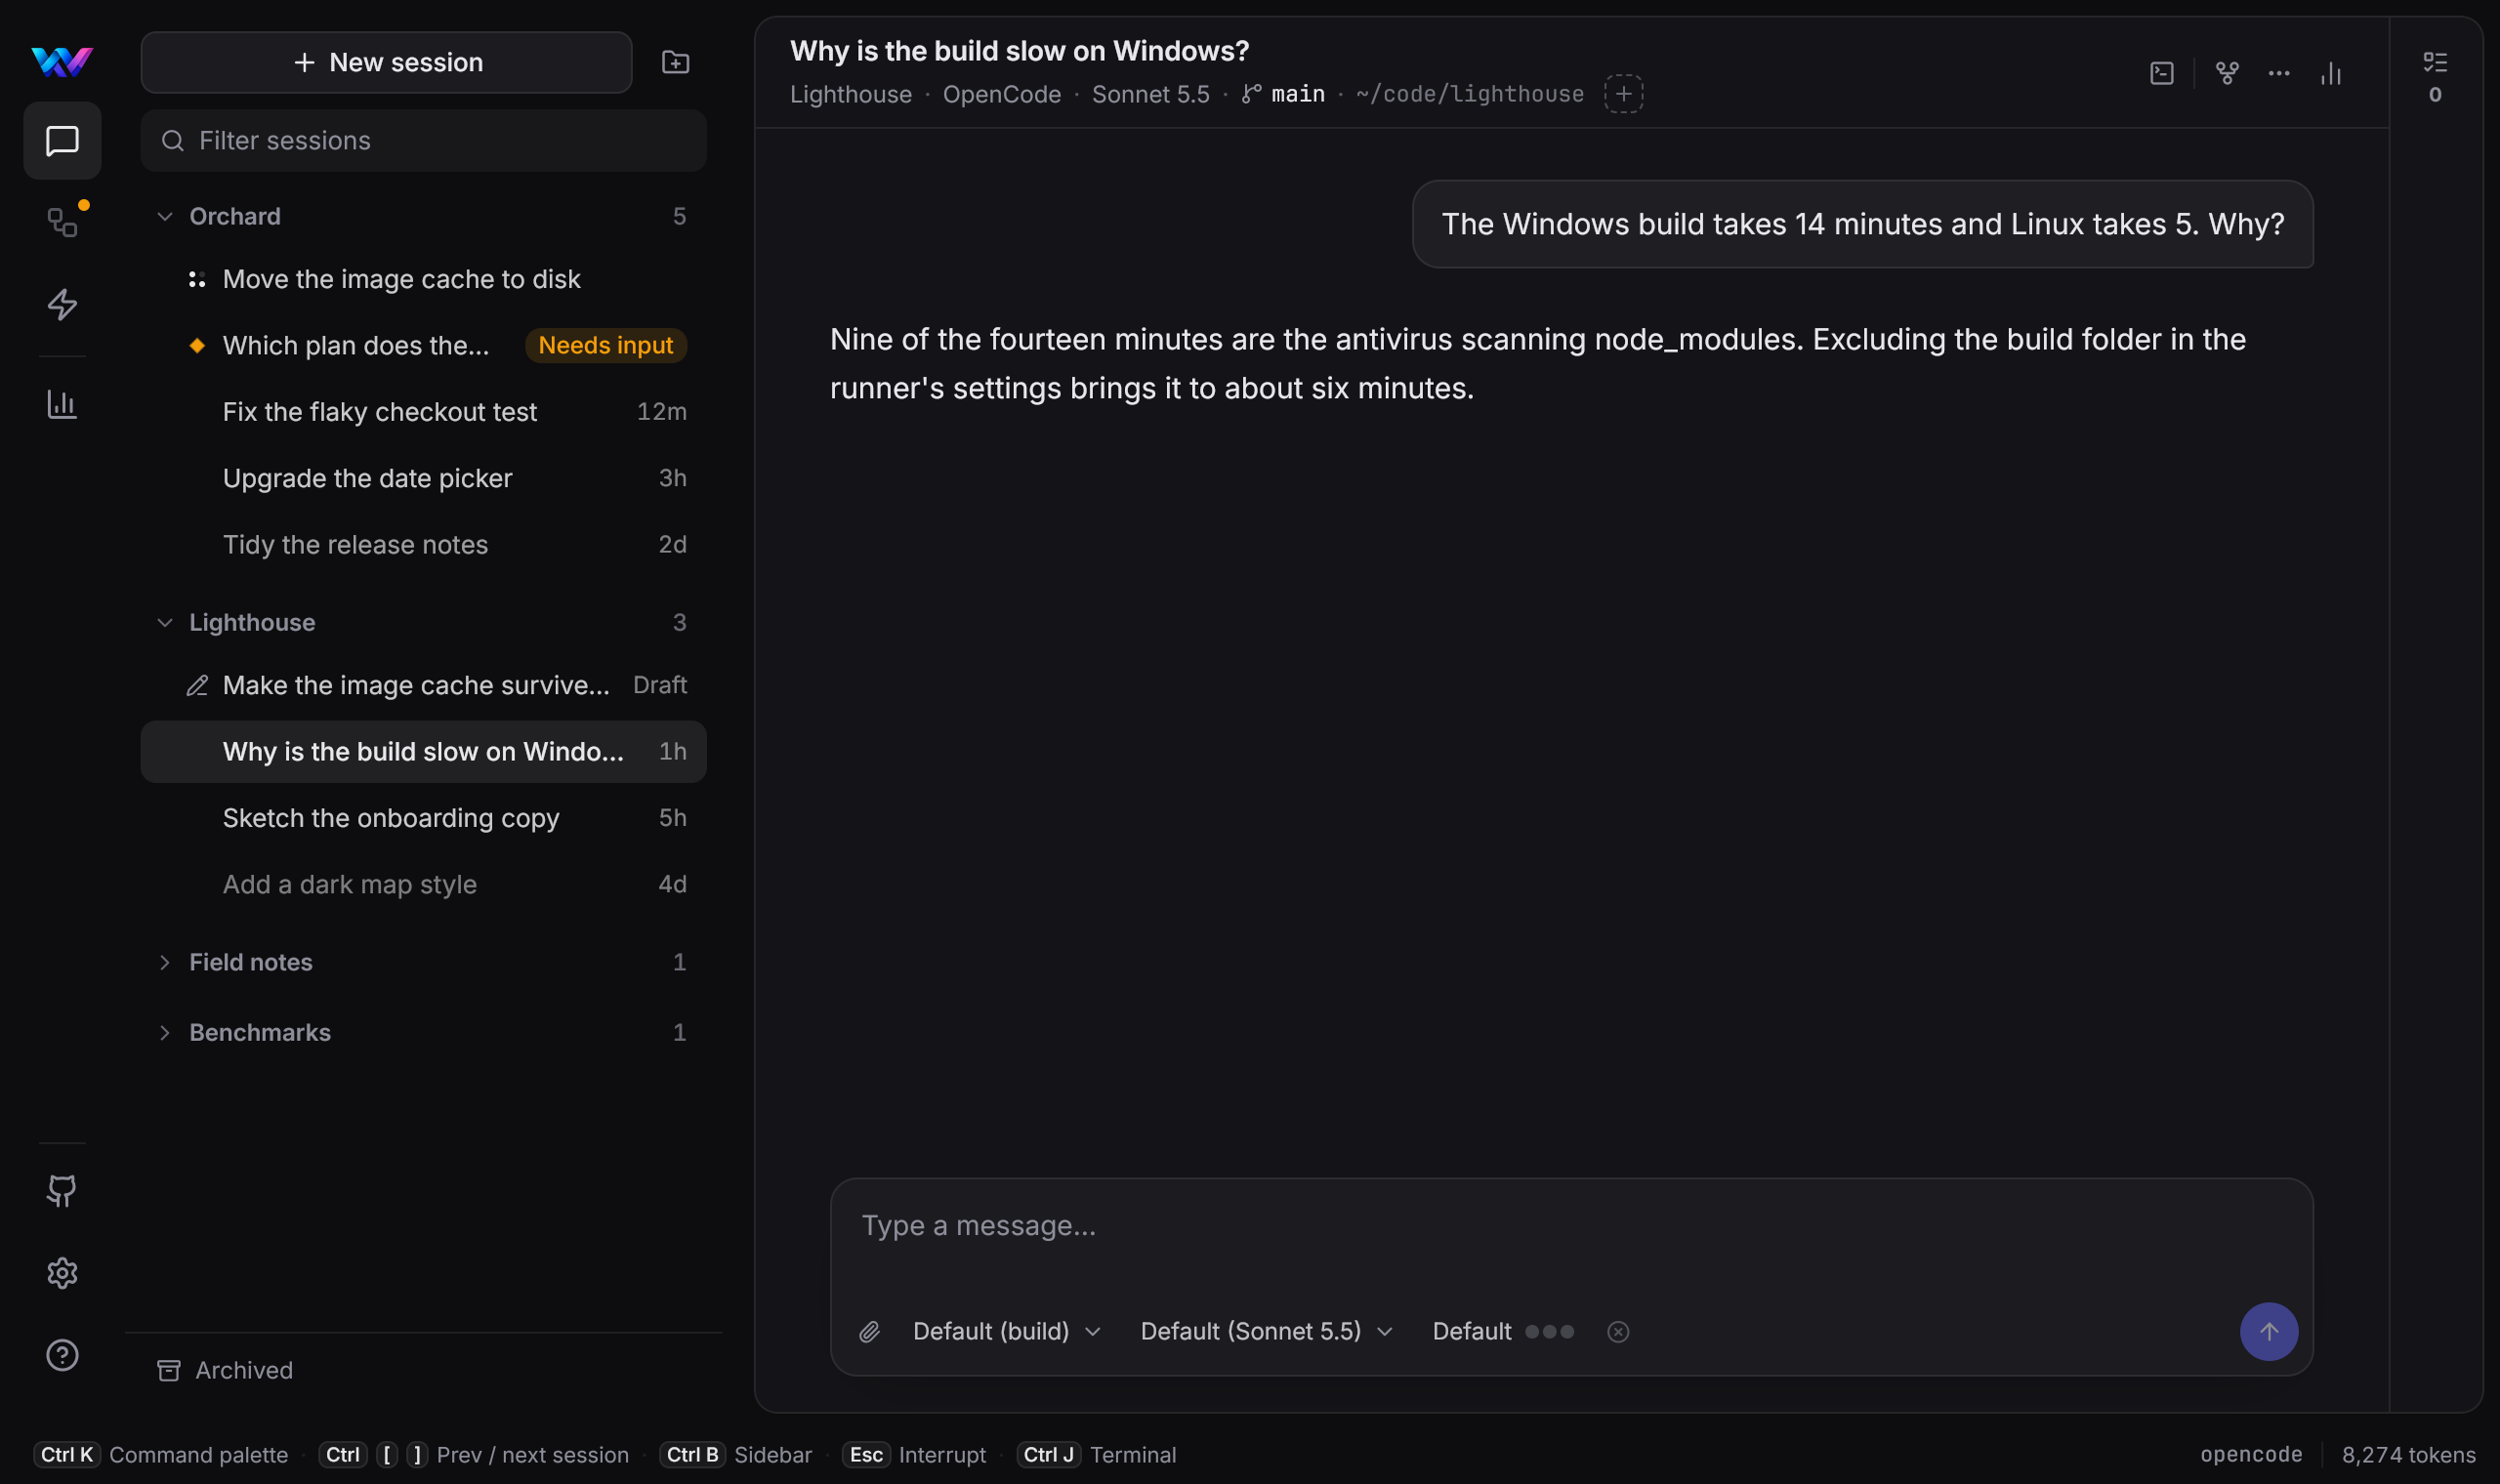 New session
Filter sessions
Orchard 5
Move the image cache to disk
Which plan does the... Needs input
Fix the flaky checkout test 12m
Upgrade the date picker 3h
Tidy the release notes 2d
Lighthouse 3
Make the image cache survive... Draft
Why is the build slow on Windo... 1h
Sketch the onboarding copy 5h
Add a dark map style 4d
Field notes 1
Benchmarks 1
Archived
Why is the build slow on Windows?
Lighthouse · OpenCode · Sonnet 5.5 · main · ~/code/lighthouse
0
The Windows build takes 14 minutes and Linux takes 5. Why?
Nine of the fourteen minutes are the antivirus scanning node_modules. Excluding the build folder in the
runner's settings brings it to about six minutes.
Type a message...
Default (build) Default (Sonnet 5.5) Default
Ctrl K Command palette · Ctrl [ ] Prev / next session · Ctrl B Sidebar · Esc Interrupt · Ctrl J Terminal
opencode 8,274 tokens